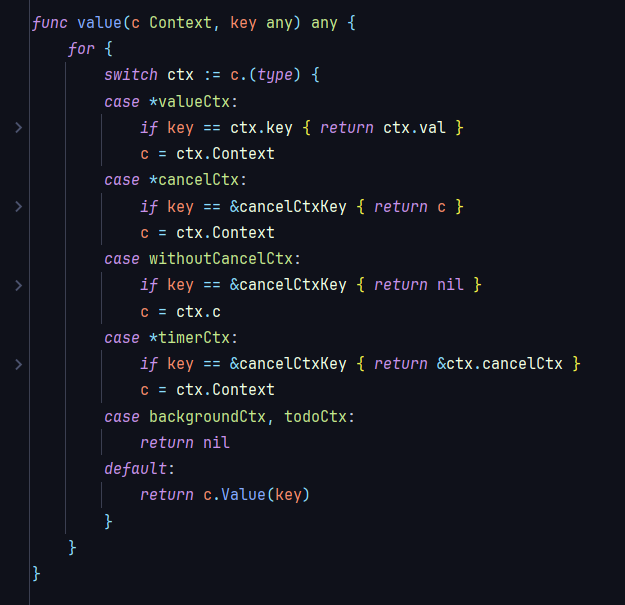 func value(c Context, key any) any {
    for {
        switch ctx := c.(type) {
        case *valueCtx:
            if key == ctx.key { return ctx.val }
            c = ctx.Context
        case *cancelCtx:
            if key == &cancelCtxKey { return c }
            c = ctx.Context
        case withoutCancelCtx:
            if key == &cancelCtxKey { return nil }
            c = ctx.c
        case *timerCtx:
            if key == &cancelCtxKey { return &ctx.cancelCtx }
            c = ctx.Context
        case backgroundCtx, todoCtx:
            return nil
        default:
            return c.Value(key)
        }
    }
}